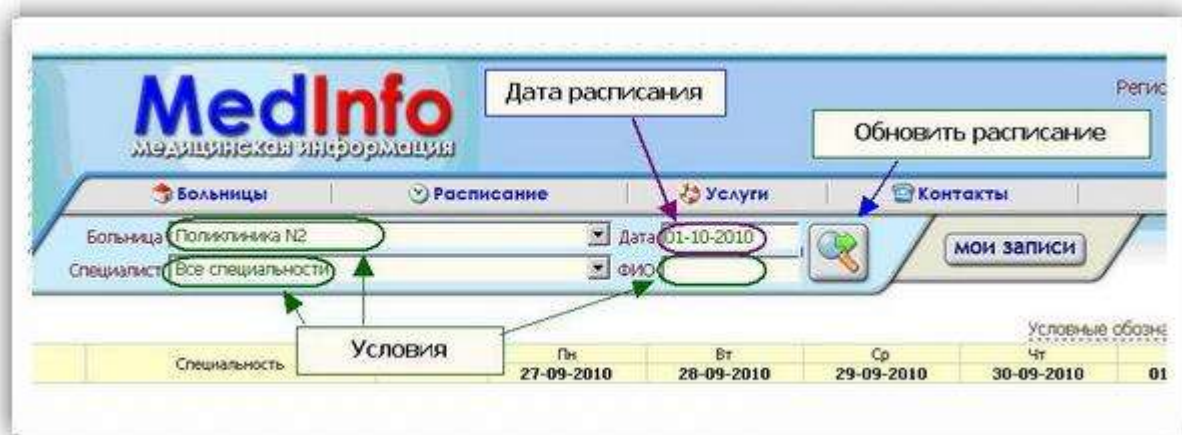 MedInfo
медицинская информация
Дата расписания
Регис
Обновить расписание
Больницы
Расписание
Услуги
Контакты
Больница Поликлиника N2
Дата 01-10-2010
мои записи
Специалист Все специальности
ФИО
Условия
Условные обозна
Специальность
Пн
Вт
Ср
Чт
27-09-2010
28-09-2010
29-09-2010
30-09-2010
01